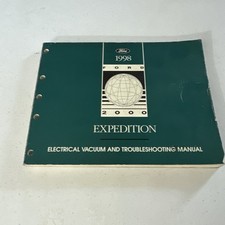 Ford
1998
FORD
2000
EXPEDITION
ELECTRICAL VACUUM AND TROUBLESHOOTING MANUAL